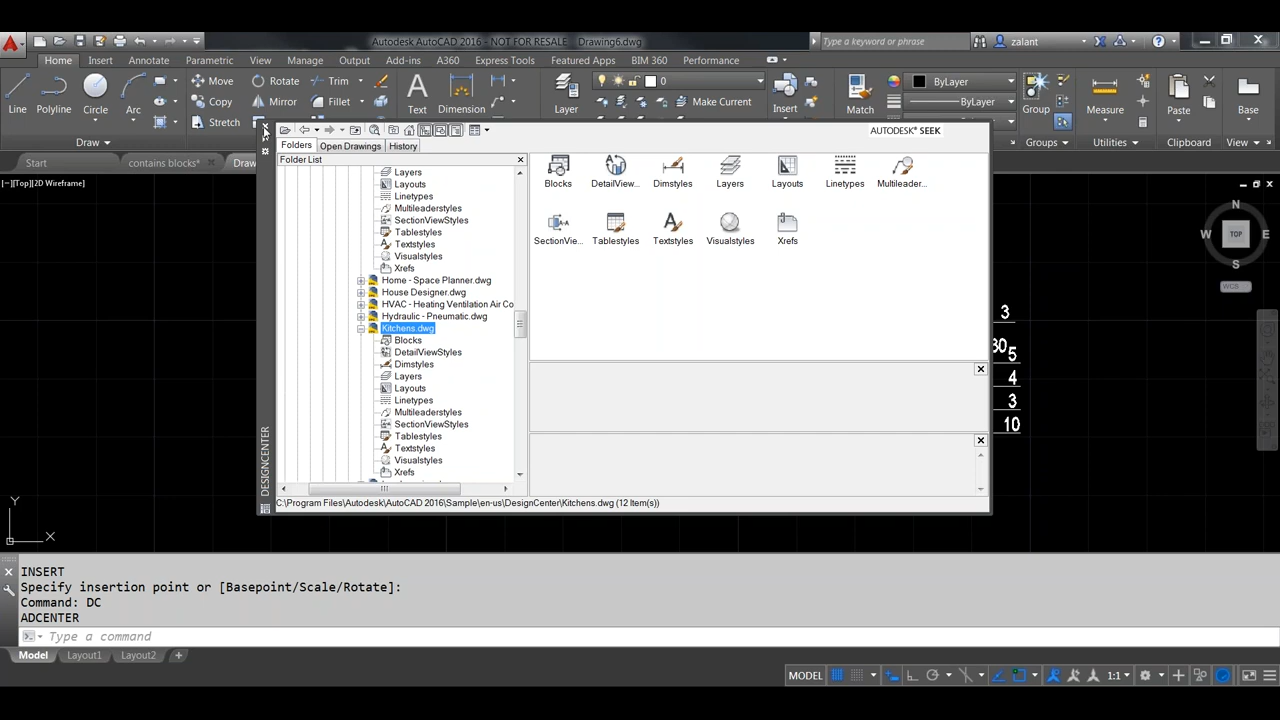 Autodesk AutoCAD 2016 - NOT FOR RESALE Drawing6.dwg
Type a keyword or phrase
zalant
Home Insert Annotate Parametric View Manage Output Add-ins A360 Express Tools Featured Apps BIM 360 Performance
Line Polyline Circle Arc
Move Rotate Trim
Copy Mirror Fillet
Stretch
Text Dimension
Layer
0
Make Current
Insert
Match
ByLayer
ByLayer
Group Measure Paste Base
Draw
Groups Utilities Clipboard View
Start contains blocks* Draw
[−][Top][2D Wireframe]
AUTODESK® SEEK
Folders Open Drawings History
Folder List
Layers
Layouts
Linetypes
Multileaderstyles
SectionViewStyles
Tablestyles
Textstyles
Visualstyles
Xrefs
Home - Space Planner.dwg
House Designer.dwg
HVAC - Heating Ventilation Air Co
Hydraulic - Pneumatic.dwg
Kitchens.dwg
Blocks
DetailViewStyles
Dimstyles
Layers
Layouts
Linetypes
Multileaderstyles
SectionViewStyles
Tablestyles
Textstyles
Visualstyles
Xrefs
Blocks DetailView... Dimstyles Layers Layouts Linetypes Multileader...
SectionVie... Tablestyles Textstyles Visualstyles Xrefs
DESIGNCENTER
C:\Program Files\Autodesk\AutoCAD 2016\Sample\en-us\DesignCenter\Kitchens.dwg (12 Item(s))
N
W TOP E
S
WCS
3
30 5
4
3
10
Y
X
INSERT
Specify insertion point or [Basepoint/Scale/Rotate]:
Command: DC
ADCENTER
Type a command
Model Layout1 Layout2 +
MODEL 1:1